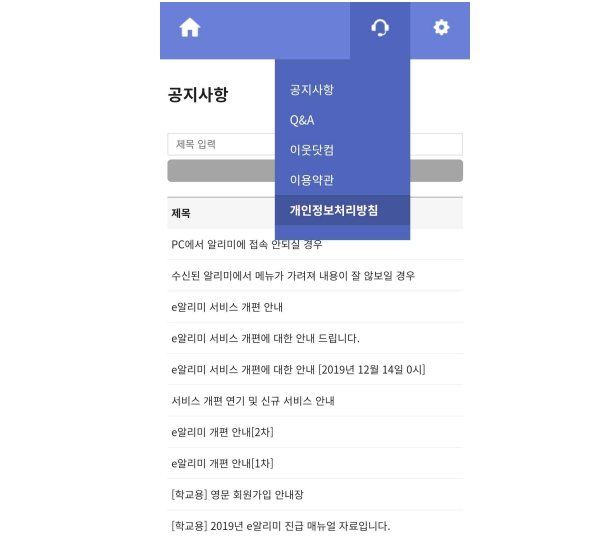 공지사항
Q&A
이웃닷컴
이용약관
개인정보처리방침
공지사항
제목 입력
제목
PC에서 알리미에 접속 안되실 경우
수신된 알리미에서 메뉴가 가려져 내용이 잘 않보일 경우
e알리미 서비스 개편 안내
e알리미 서비스 개편에 대한 안내 드립니다.
e알리미 서비스 개편에 대한 안내 [2019년 12월 14일 0시]
서비스 개편 연기 및 신규 서비스 안내
e알리미 개편 안내[2차]
e알리미 개편 안내[1차]
[학교용] 영문 회원가입 안내장
[학교용] 2019년 e알리미 진급 매뉴얼 자료입니다.